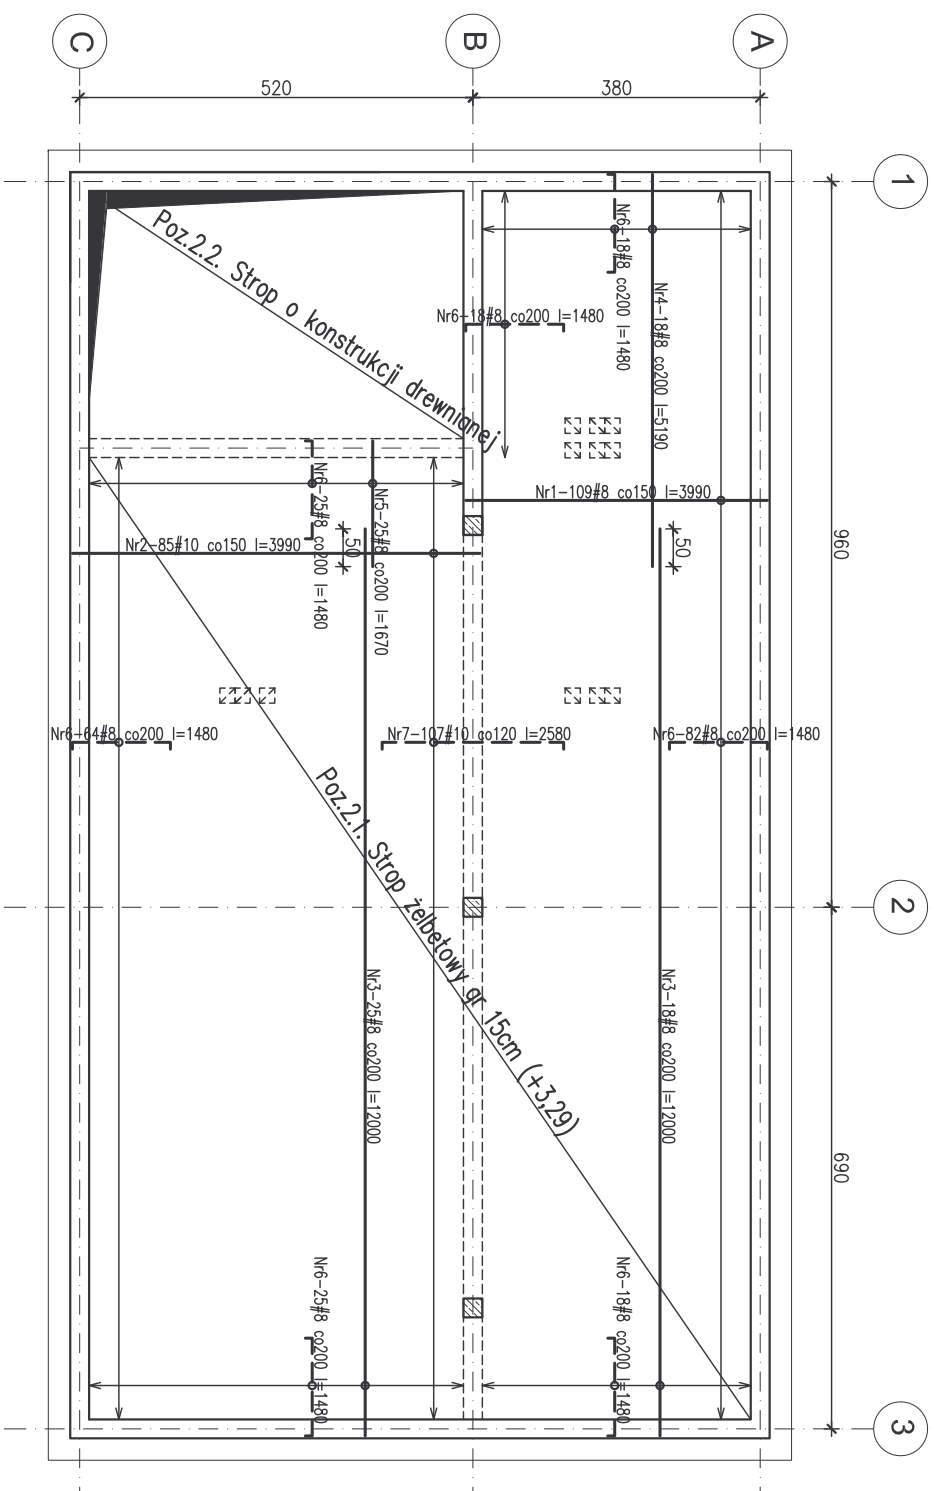 C
B
A
520
380
1
Poz.2.2. Strop o konstrukcji drewnianej
Nr6-18#8 co200 l=1480
Nr6-18#8 co200 l=1480
Nr4-18#8 co200 l=5190
Nr1-109#8 co150 l=3990
Nr6-25#8 co200 l=1480
Nr5-25#8 co200 l=1670
50
50
960
Nr2-85#10 co150 l=3990
Nr6-64#8 co200 l=1480
Nr7-107#10 co120 l=2580
Nr6-82#8 co200 l=1480
Poz.2.1. Strop żelbetowy gr 15cm (+3,29)
2
Nr3-25#8 co200 l=12000
Nr3-18#8 co200 l=12000
690
Nr6-25#8 co200 l=1480
Nr6-18#8 co200 l=1480
3